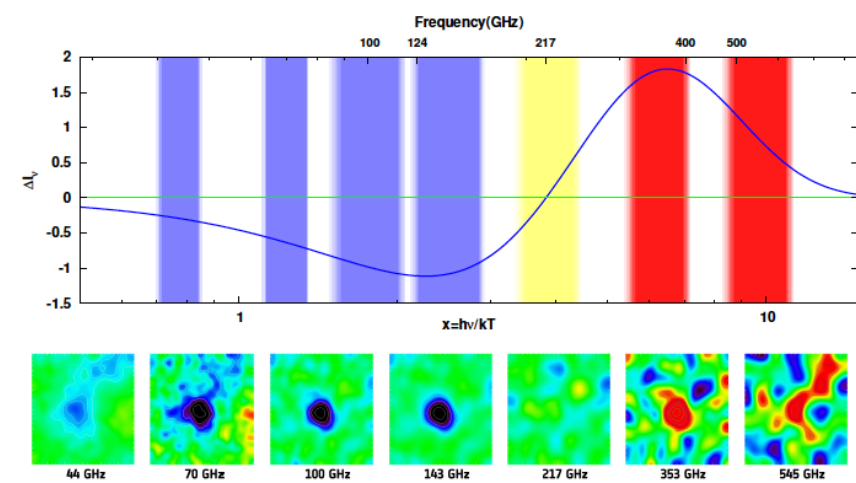 Frequency(GHz)
100 124 217 400 500
2
1.5
1
0.5
0
-0.5
-1
-1.5
ΔIν
1 10
x=hν/kT
44 GHz 70 GHz 100 GHz 143 GHz 217 GHz 353 GHz 545 GHz